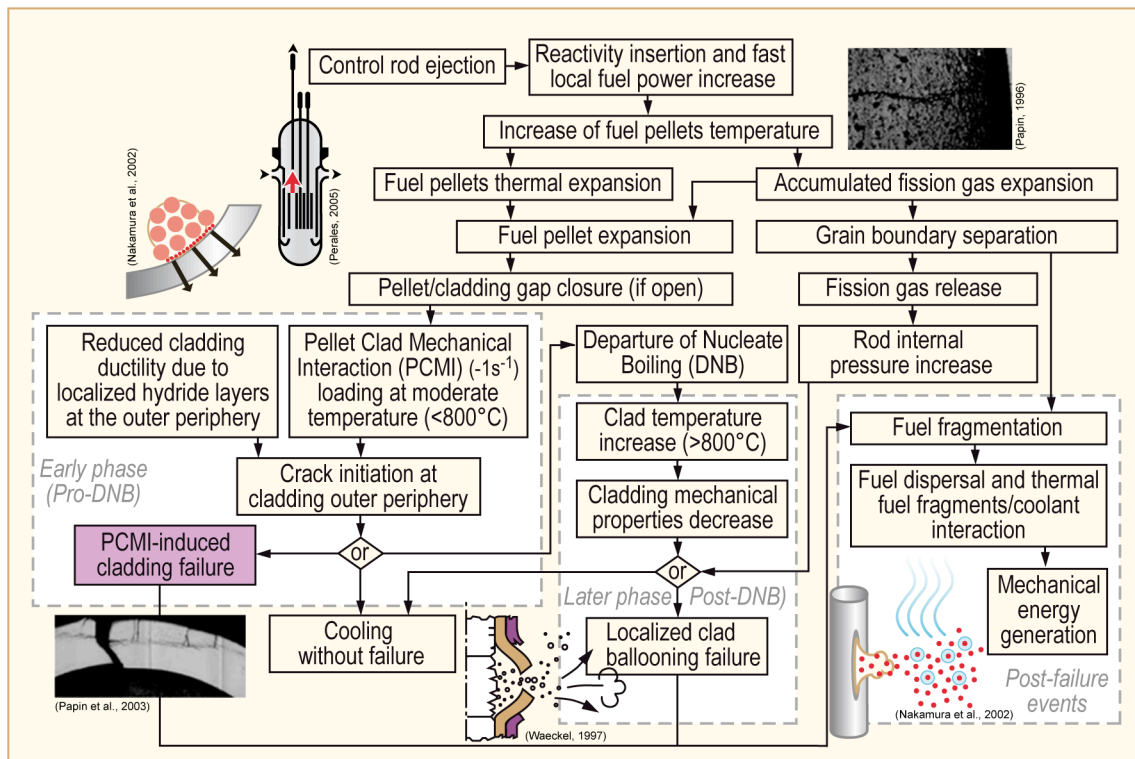 Control rod ejection
Reactivity insertion and fast
local fuel power increase
(Papin, 1996)
Increase of fuel pellets temperature
(Nakamura et al., 2002)
(Perales, 2005)
Fuel pellets thermal expansion
Accumulated fission gas expansion
Fuel pellet expansion
Grain boundary separation
Pellet/cladding gap closure (if open)
Fission gas release
Reduced cladding
ductility due to
localized hydride layers
at the outer periphery
Pellet Clad Mechanical
Interaction (PCMI) (-1s⁻¹)
loading at moderate
temperature (<800°C)
Departure of Nucleate
Boiling (DNB)
Rod internal
pressure increase
Early phase
(Pro-DNB)
Crack initiation at
cladding outer periphery
Clad temperature
increase (>800°C)
Fuel fragmentation
Cladding mechanical
properties decrease
Fuel dispersal and thermal
fuel fragments/coolant
interaction
PCMI-induced
cladding failure
or
or
Later phase Post-DNB)
Mechanical
energy
generation
Cooling
without failure
Localized clad
ballooning failure
Post-failure
events
(Papin et al., 2003)
(Waeckel, 1997)
(Nakamura et al., 2002)